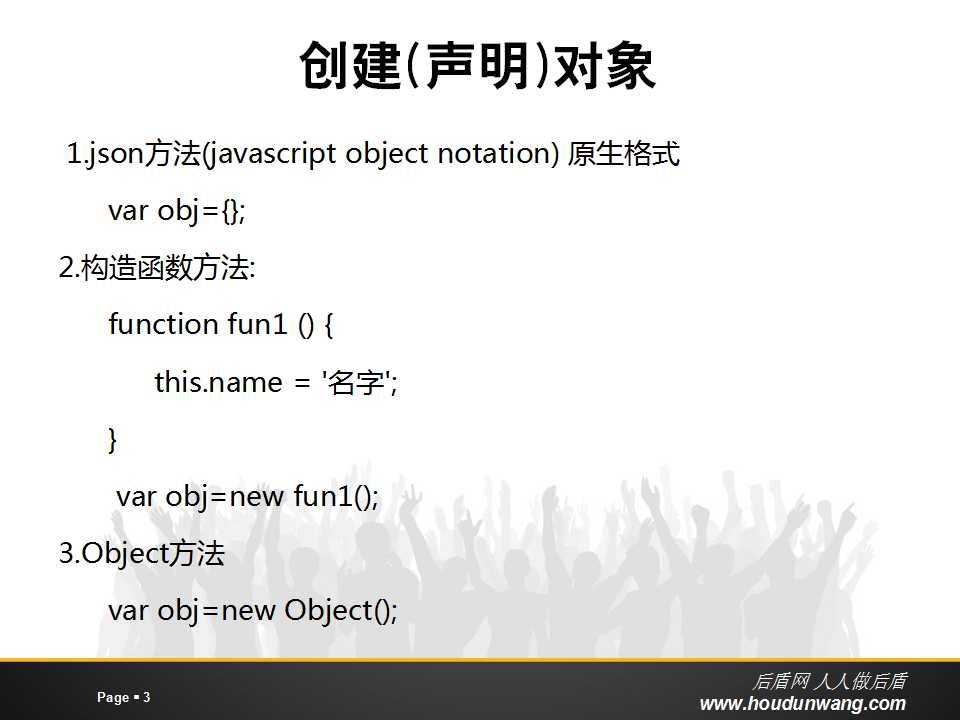 创建(声明)对象
1.json方法(javascript object notation) 原生格式
var obj={};
2.构造函数方法:
function fun1 () {
this.name = '名字';
}
var obj=new fun1();
3.Object方法
var obj=new Object();
Page ▪ 3
后盾网 人人做后盾
www.houdunwang.com